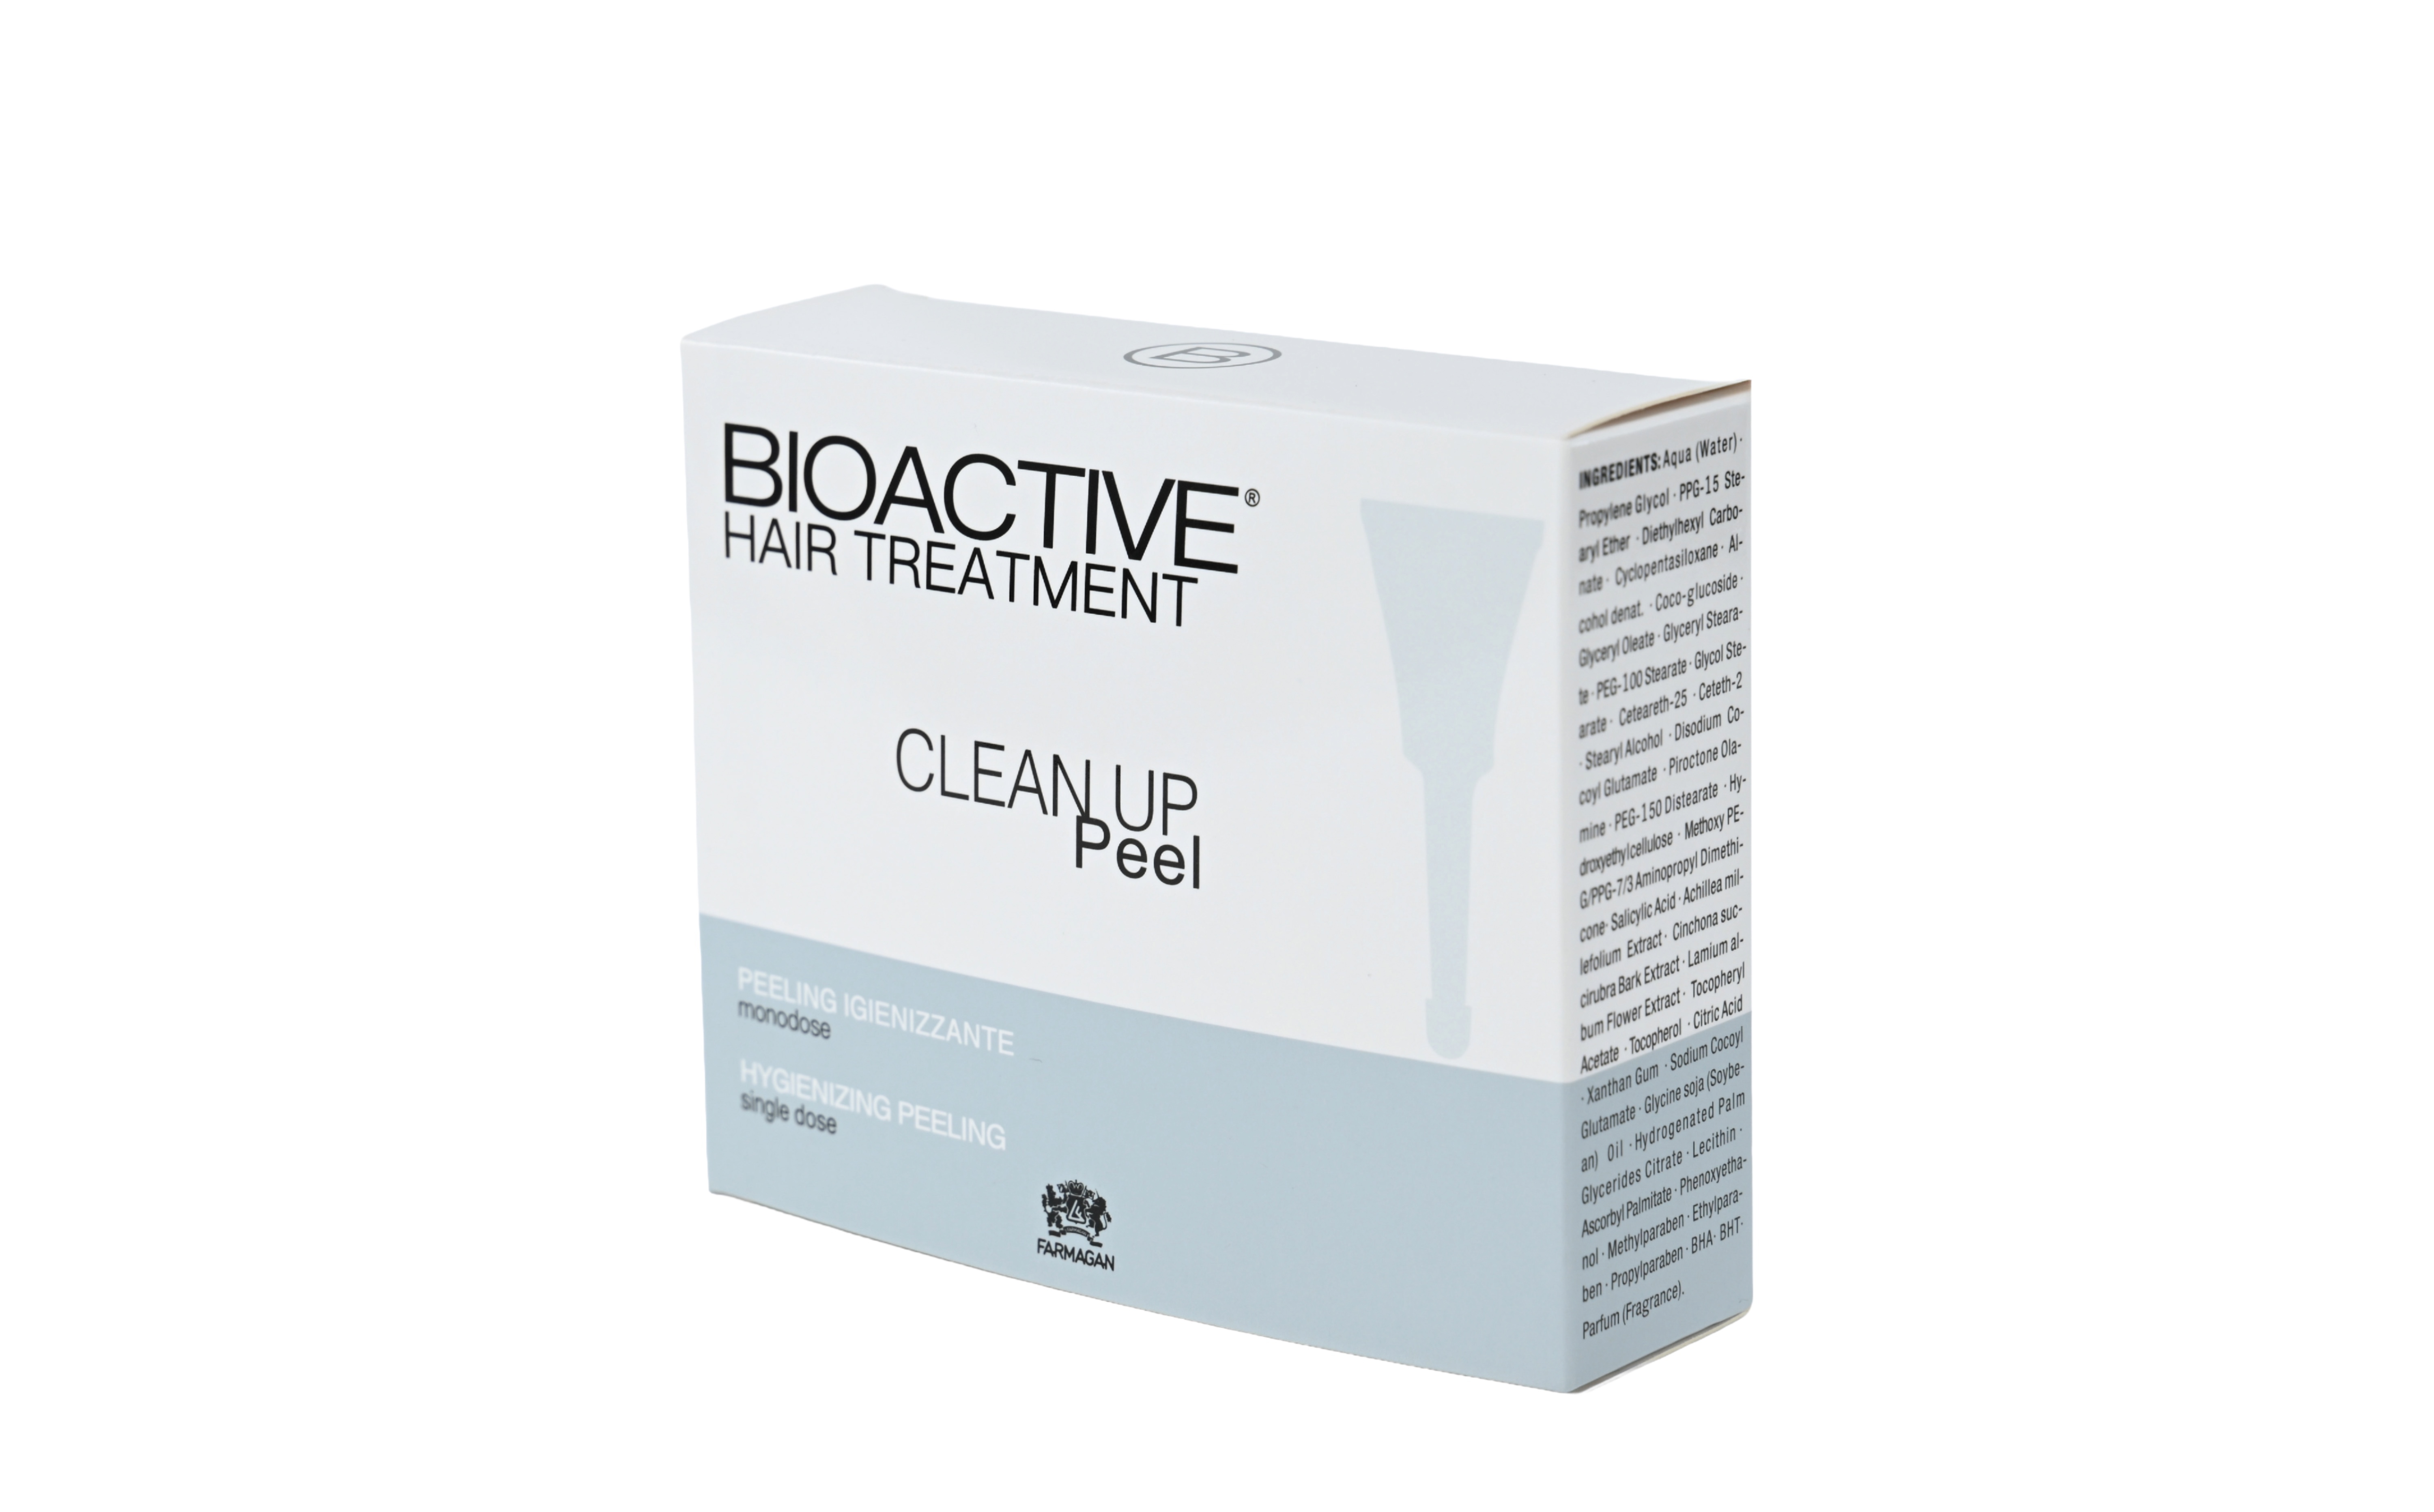 B
BIOACTIVE®
HAIR TREATMENT
CLEAN UP
Peel
PEELING IGIENIZZANTE
monodose
HYGIENIZING PEELING
single dose
FARMAGAN
INGREDIENTS: Aqua (Water) ·
Propylene Glycol · PPG-15 Ste-
aryl Ether · Diethylhexyl Carbo-
nate · Cyclopentasiloxane · Al-
cohol denat. · Coco-glucoside ·
Glyceryl Oleate · Glyceryl Steara-
te · PEG-100 Stearate · Glycol Ste-
arate · Ceteareth-25 · Ceteth-2
· Stearyl Alcohol · Disodium Co-
coyl Glutamate · Piroctone Ola-
mine · PEG-150 Distearate · Hy-
droxyethylcellulose · Methoxy PE-
G/PPG-7/3 Aminopropyl Dimethi-
cone · Salicylic Acid · Achillea mil-
lefolium Extract · Cinchona suc-
cirubra Bark Extract · Lamium al-
bum Flower Extract · Tocopheryl
Acetate · Tocopherol · Citric Acid
· Xanthan Gum · Sodium Cocoyl
Glutamate · Glycine soja (Soybe-
an) Oil · Hydrogenated Palm
Glycerides Citrate · Lecithin ·
Ascorbyl Palmitate · Phenoxyetha-
nol · Methylparaben · Ethylpara-
ben · Propylparaben · BHA · BHT ·
Parfum (Fragrance).